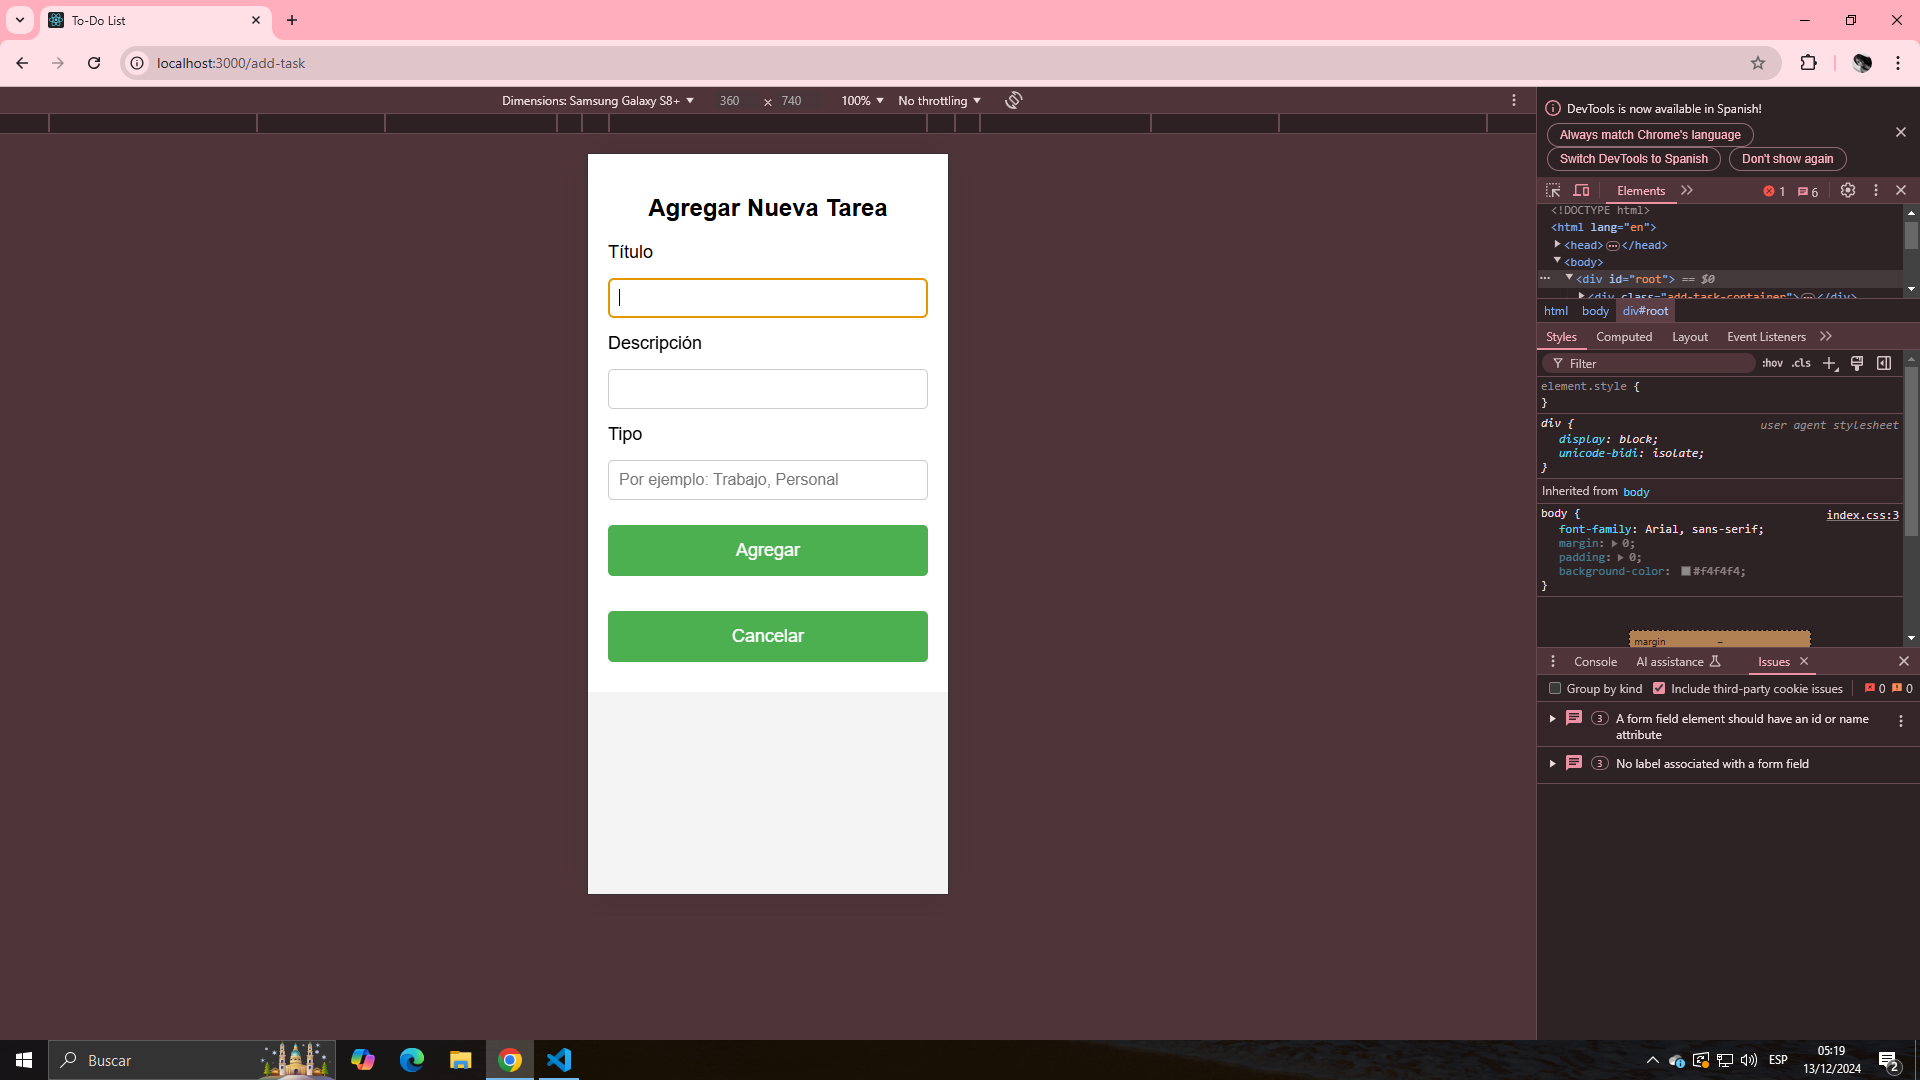 To-Do List
localhost:3000/add-task
Dimensions: Samsung Galaxy S8+ 360 × 740 100% No throttling
Agregar Nueva Tarea
Título
Descripción
Tipo
Por ejemplo: Trabajo, Personal
Agregar
Cancelar
DevTools is now available in Spanish!
Always match Chrome's language
Switch DevTools to Spanish Don't show again
Elements 1 6
<!DOCTYPE html>
<html lang="en">
<head> </head>
<body>
<div id="root"> == $0
<div class="add-task-container"> </div>
html body div#root
Styles Computed Layout Event Listeners
Filter :hov .cls
element.style {
}
div { user agent stylesheet
display: block;
unicode-bidi: isolate;
}
Inherited from body
body { index.css:3
font-family: Arial, sans-serif;
margin: 0;
padding: 0;
background-color: #f4f4f4;
}
margin –
Console AI assistance Issues
Group by kind Include third-party cookie issues 0 0
3 A form field element should have an id or name
attribute
3 No label associated with a form field
Buscar
ESP
05:19
13/12/2024
2